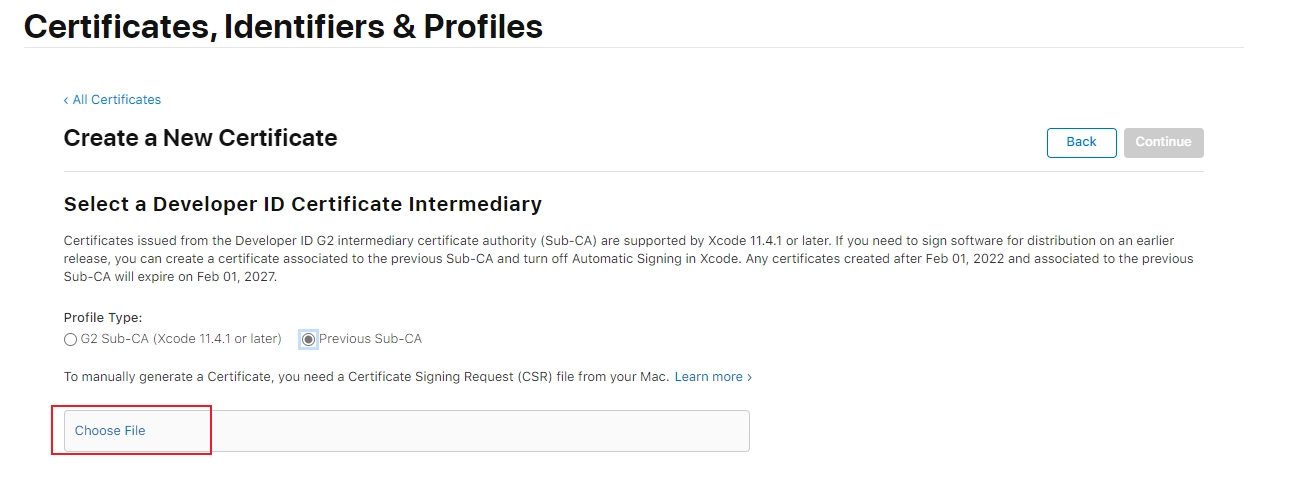 Certificates, Identifiers & Profiles
‹ All Certificates
Create a New Certificate
Back
Continue
Select a Developer ID Certificate Intermediary
Certificates issued from the Developer ID G2 intermediary certificate authority (Sub-CA) are supported by Xcode 11.4.1 or later. If you need to sign software for distribution on an earlier
release, you can create a certificate associated to the previous Sub-CA and turn off Automatic Signing in Xcode. Any certificates created after Feb 01, 2022 and associated to the previous
Sub-CA will expire on Feb 01, 2027.
Profile Type:
G2 Sub-CA (Xcode 11.4.1 or later)
Previous Sub-CA
To manually generate a Certificate, you need a Certificate Signing Request (CSR) file from your Mac. Learn more ›
Choose File